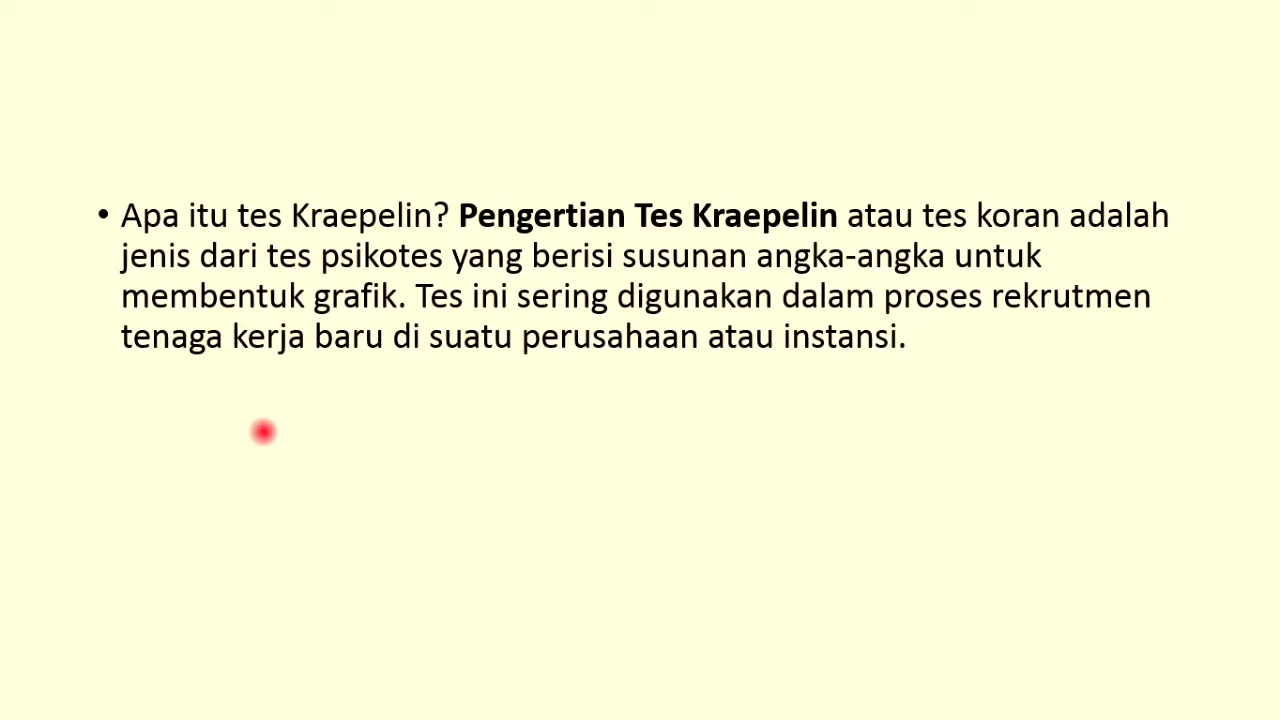 • Apa itu tes Kraepelin? Pengertian Tes Kraepelin atau tes koran adalah
jenis dari tes psikotes yang berisi susunan angka-angka untuk
membentuk grafik. Tes ini sering digunakan dalam proses rekrutmen
tenaga kerja baru di suatu perusahaan atau instansi.